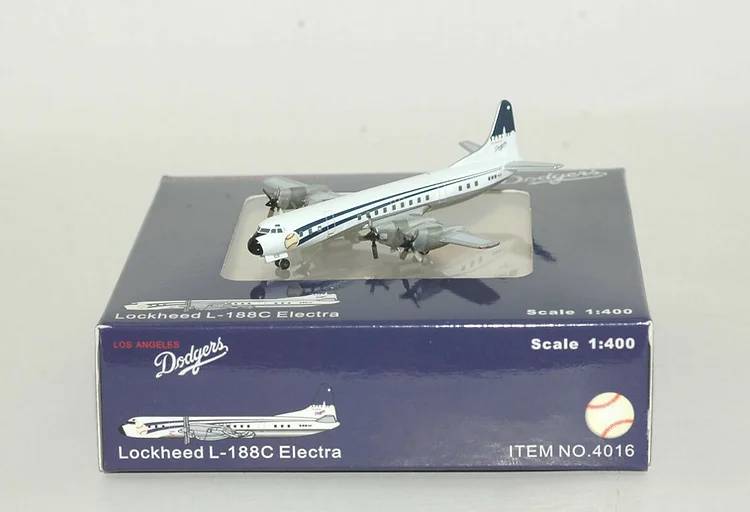 Dodgers
Dodgers
Lockheed L-188C Electra
Scale 1:400
LOS ANGELES
Dodgers
Scale 1:400
Lockheed L-188C Electra
ITEM NO.4016